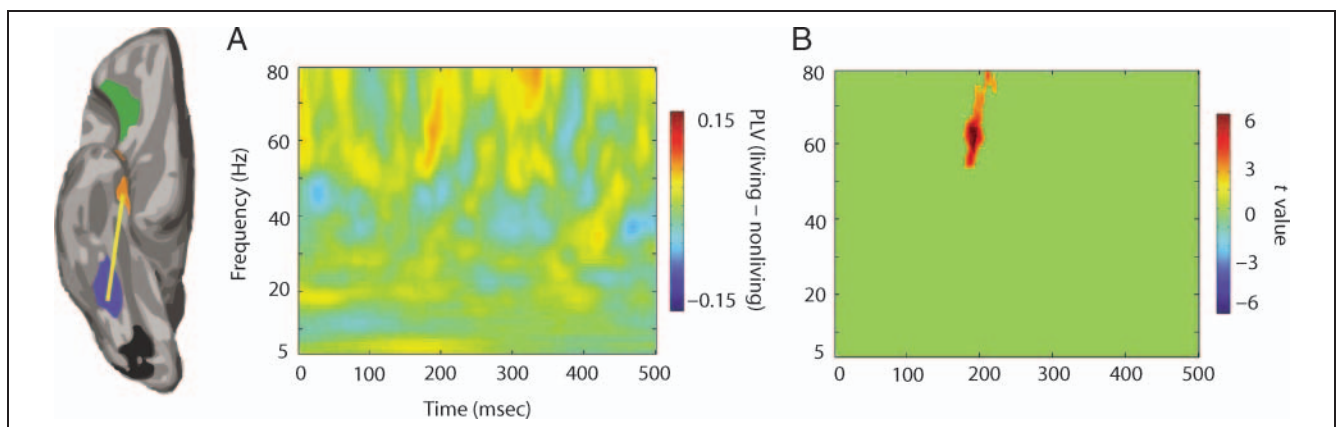 A
80
60
40
20
5
Frequency (Hz)
0 100 200 300 400 500
Time (msec)
0.15
−0.15
PLV (living – nonliving)
B
80
60
40
20
5
0 100 200 300 400 500
6
3
0
−3
−6
t value